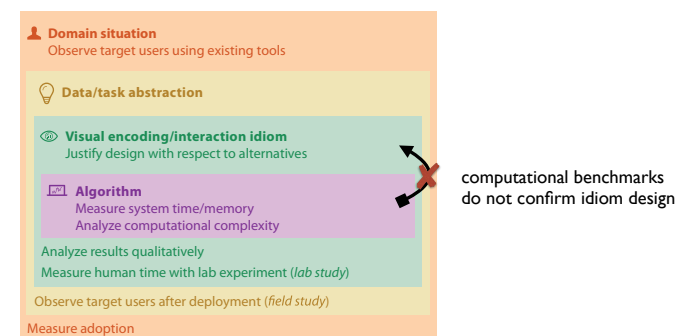 Domain situation
Observe target users using existing tools
Data/task abstraction
Visual encoding/interaction idiom
Justify design with respect to alternatives
Algorithm
Measure system time/memory
Analyze computational complexity
Analyze results qualitatively
Measure human time with lab experiment (lab study)
Observe target users after deployment (field study)
Measure adoption
computational benchmarks
do not confirm idiom design